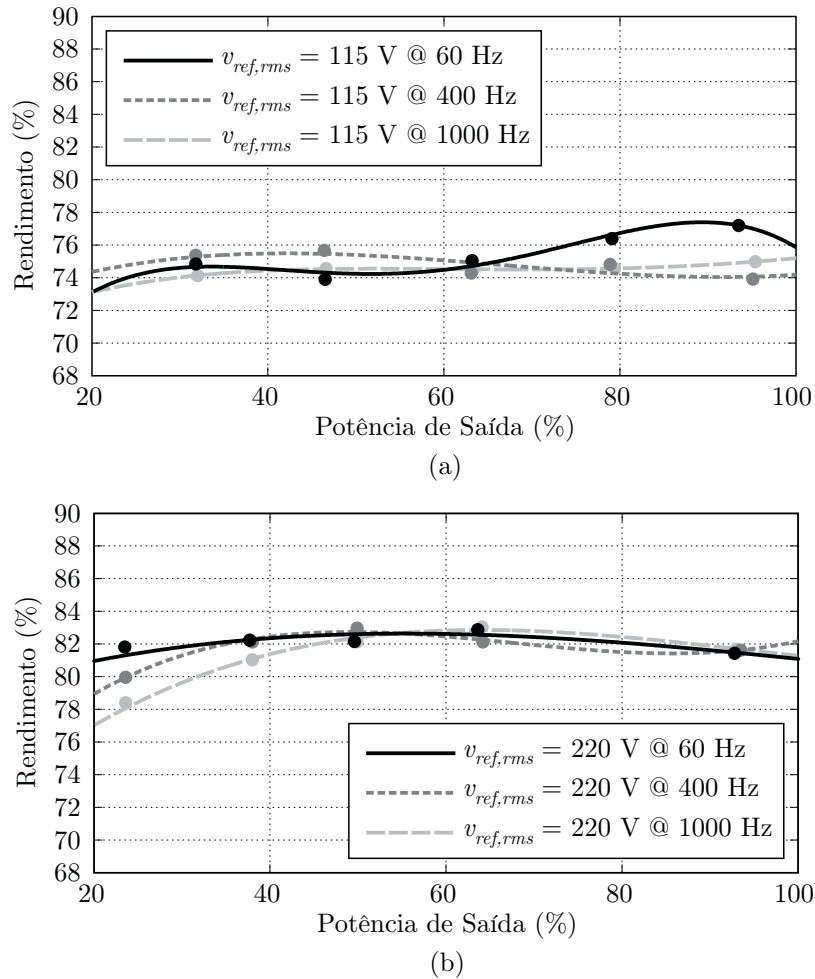 90
88
86
84
82
80
78
76
74
72
70
68
Rendimento (%)
v_ref,rms = 115 V @ 60 Hz
v_ref,rms = 115 V @ 400 Hz
v_ref,rms = 115 V @ 1000 Hz
20 40 60 80 100
Potência de Saída (%)
(a)
90
88
86
84
82
80
78
76
74
72
70
68
Rendimento (%)
v_ref,rms = 220 V @ 60 Hz
v_ref,rms = 220 V @ 400 Hz
v_ref,rms = 220 V @ 1000 Hz
20 40 60 80 100
Potência de Saída (%)
(b)